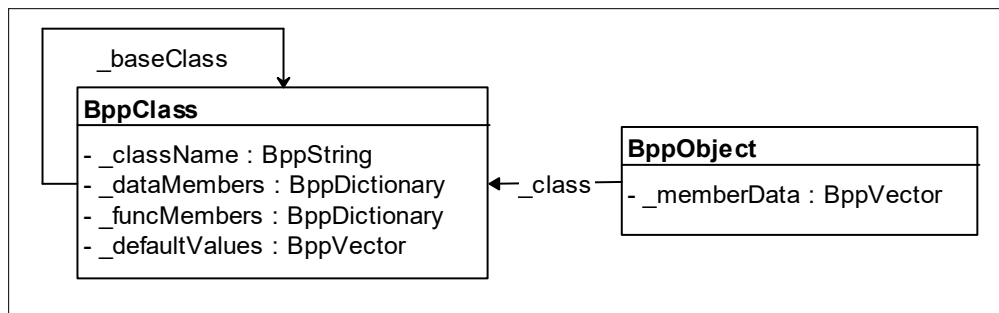 _baseClass
BppClass
- _className : BppString
- _dataMembers : BppDictionary
- _funcMembers : BppDictionary
- _defaultValues : BppVector
_class
BppObject
- _memberData : BppVector